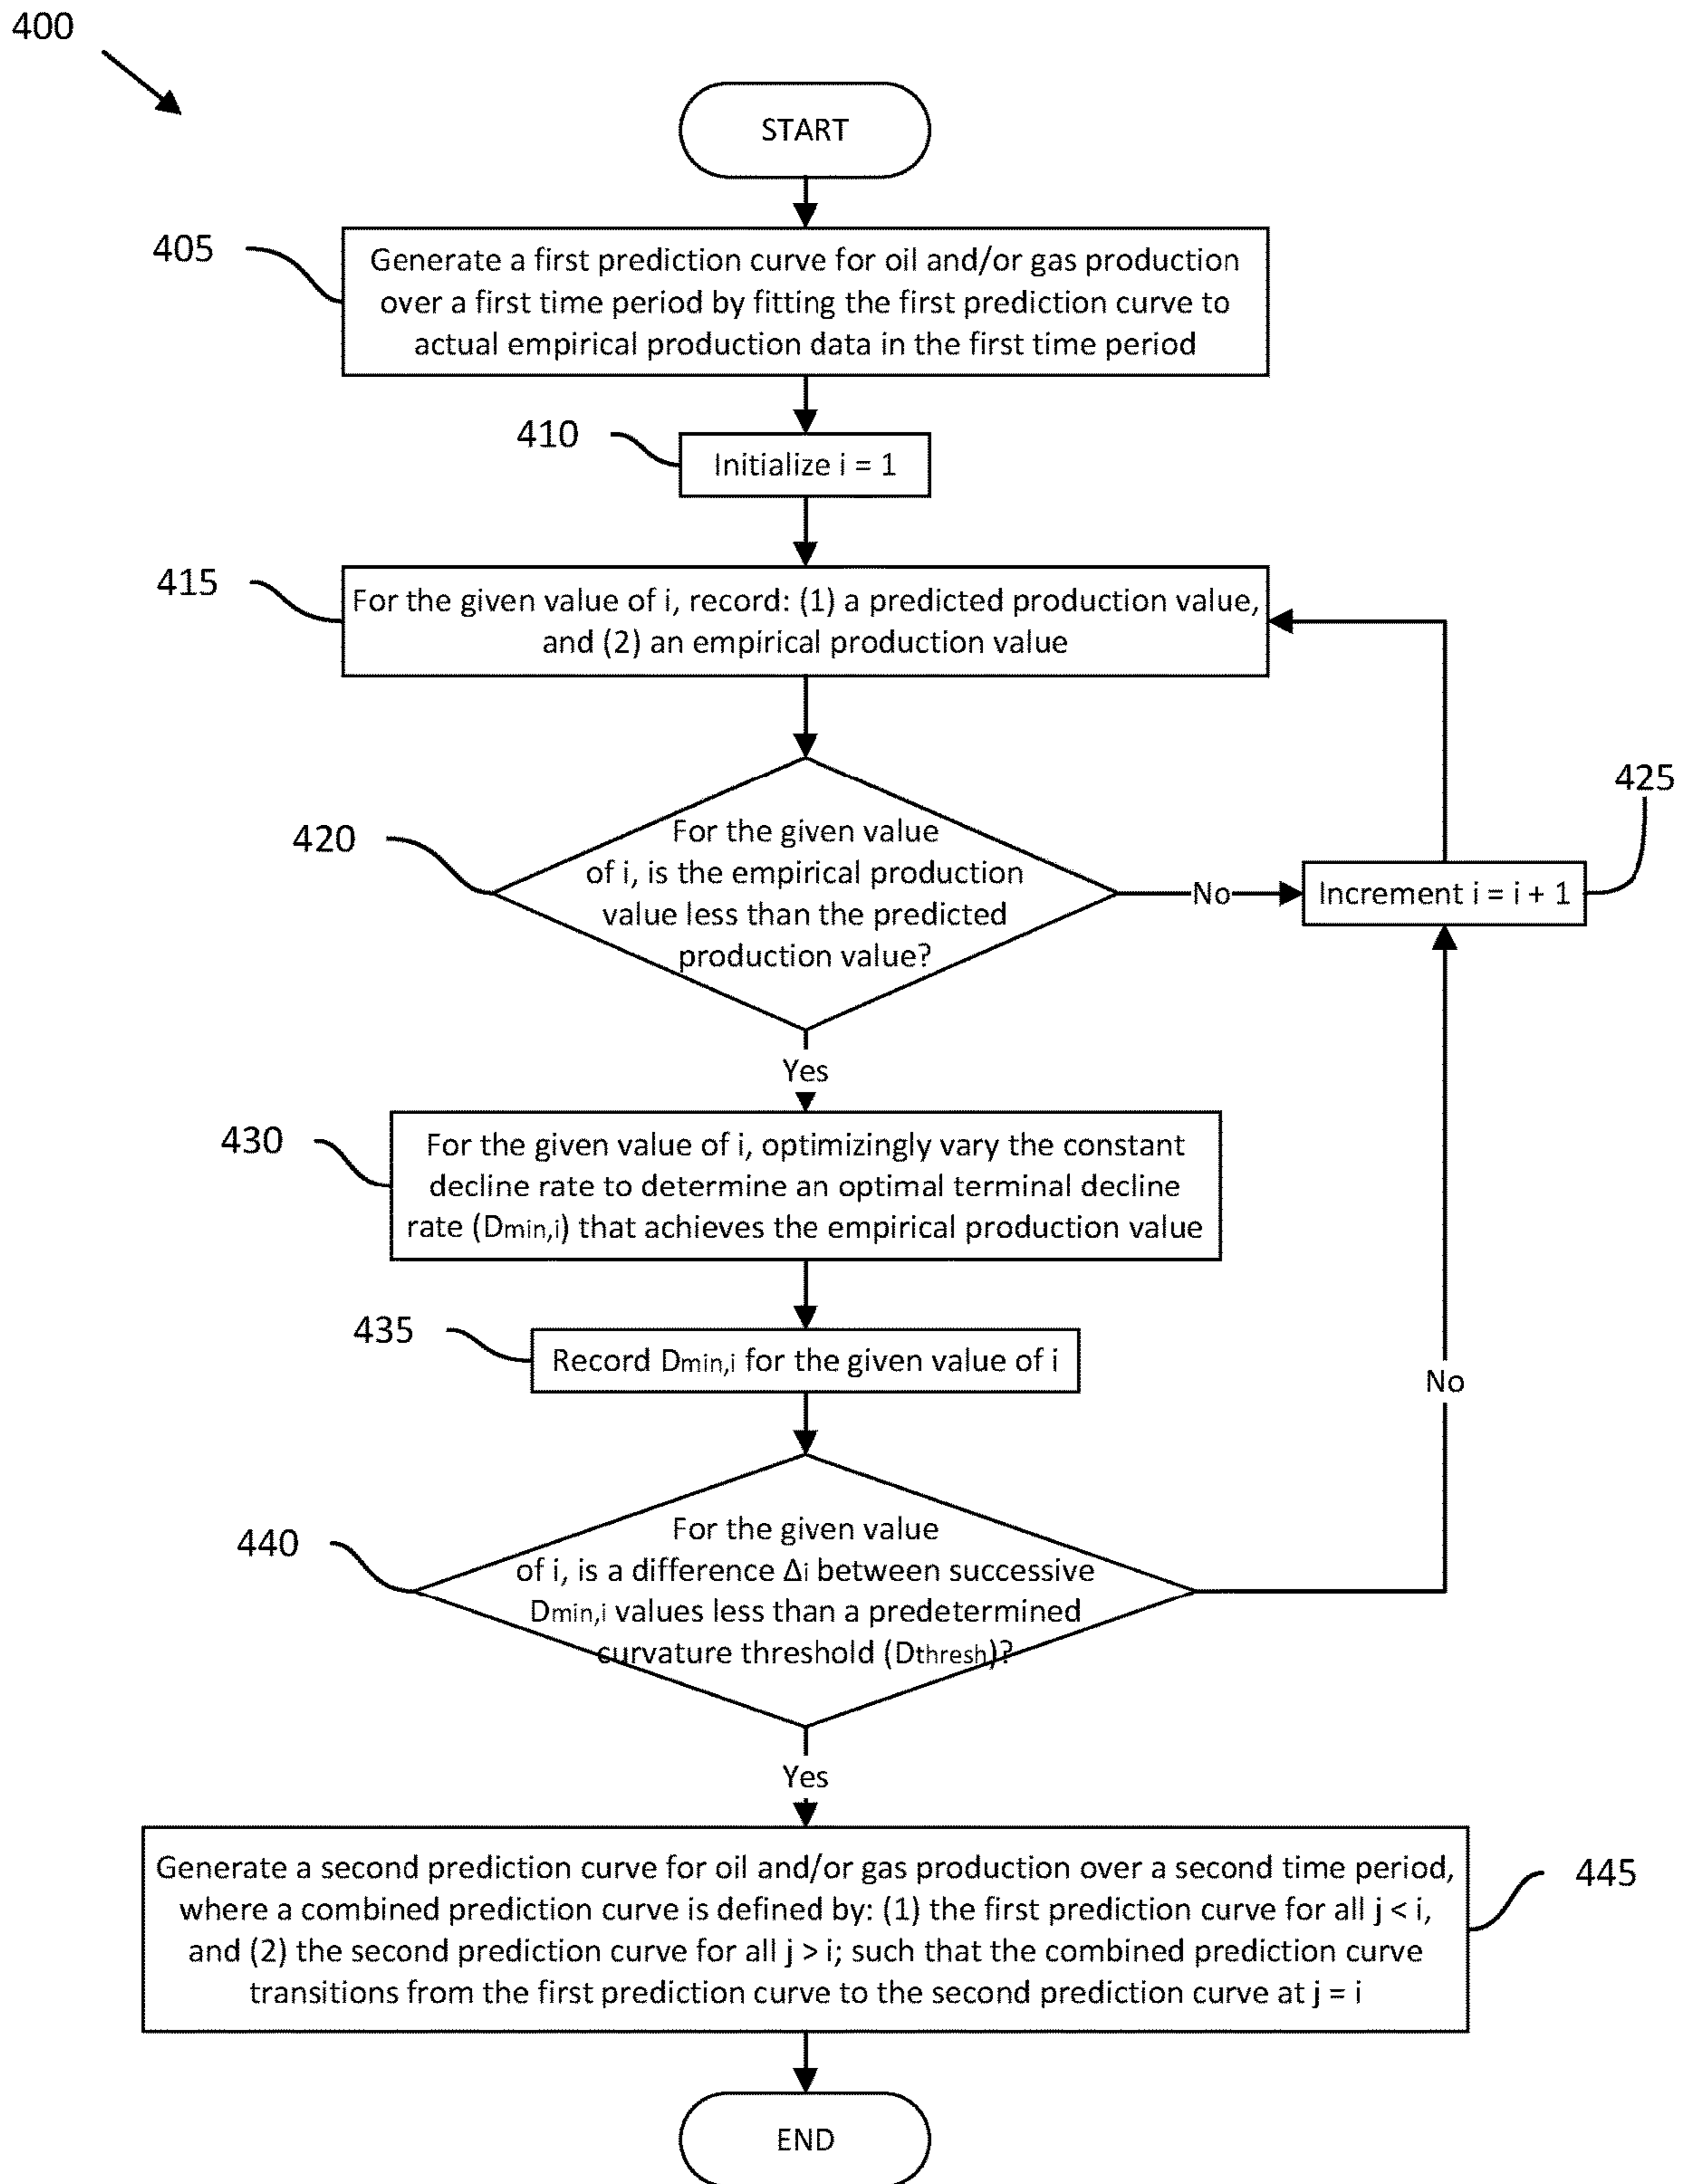 400
START
405
Generate a first prediction curve for oil and/or gas production
over a first time period by fitting the first prediction curve to
actual empirical production data in the first time period
410
Initialize i = 1
415
For the given value of i, record: (1) a predicted production value,
and (2) an empirical production value
420
For the given value
of i, is the empirical production
value less than the predicted
production value?
No
425
Increment i = i + 1
Yes
430
For the given value of i, optimizingly vary the constant
decline rate to determine an optimal terminal decline
rate (Dmin,i) that achieves the empirical production value
435
Record Dmin,i for the given value of i
No
440
For the given value
of i, is a difference Δi between successive
Dmin,i values less than a predetermined
curvature threshold (Dthresh)?
Yes
Generate a second prediction curve for oil and/or gas production over a second time period,
where a combined prediction curve is defined by: (1) the first prediction curve for all j < i,
and (2) the second prediction curve for all j > i; such that the combined prediction curve
transitions from the first prediction curve to the second prediction curve at j = i
445
END